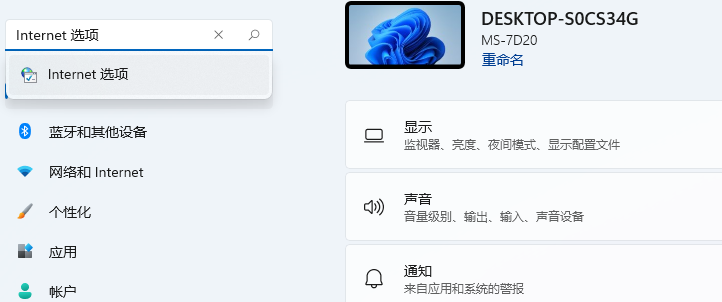 Internet 选项
Internet 选项
蓝牙和其他设备
网络和 Internet
个性化
应用
帐户
DESKTOP-S0CS34G
MS-7D20
重命名
显示
监视器、亮度、夜间模式、显示配置文件
声音
音量级别、输出、输入、声音设备
通知
来自应用和系统的警报